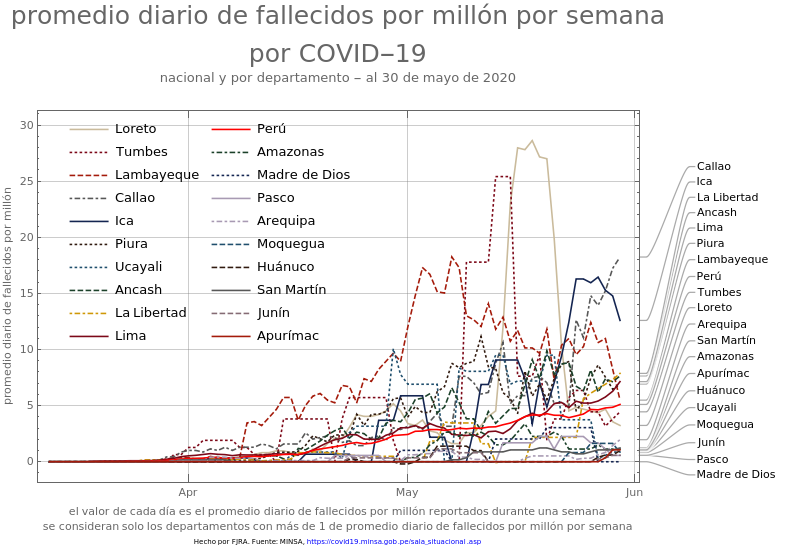 promedio diario de fallecidos por millón por semana
por COVID−19
nacional y por departamento − al 30 de mayo de 2020
promedio diario de fallecidos por millón
30
25
20
15
10
5
0
Apr
May
Jun
Loreto
Tumbes
Lambayeque
Callao
Ica
Piura
Ucayali
Ancash
La Libertad
Lima
Perú
Amazonas
Madre de Dios
Pasco
Arequipa
Moquegua
Huánuco
San Martín
Junín
Apurímac
Callao
Ica
La Libertad
Ancash
Lima
Piura
Lambayeque
Perú
Tumbes
Loreto
Arequipa
San Martín
Amazonas
Apurímac
Huánuco
Ucayali
Moquegua
Junín
Pasco
Madre de Dios
el valor de cada día es el promedio diario de fallecidos por millón reportados durante una semana
se consideran solo los departamentos con más de 1 de promedio diario de fallecidos por millón por semana
Hecho por FJRA. Fuente: MINSA, https://covid19.minsa.gob.pe/sala_situacional.asp